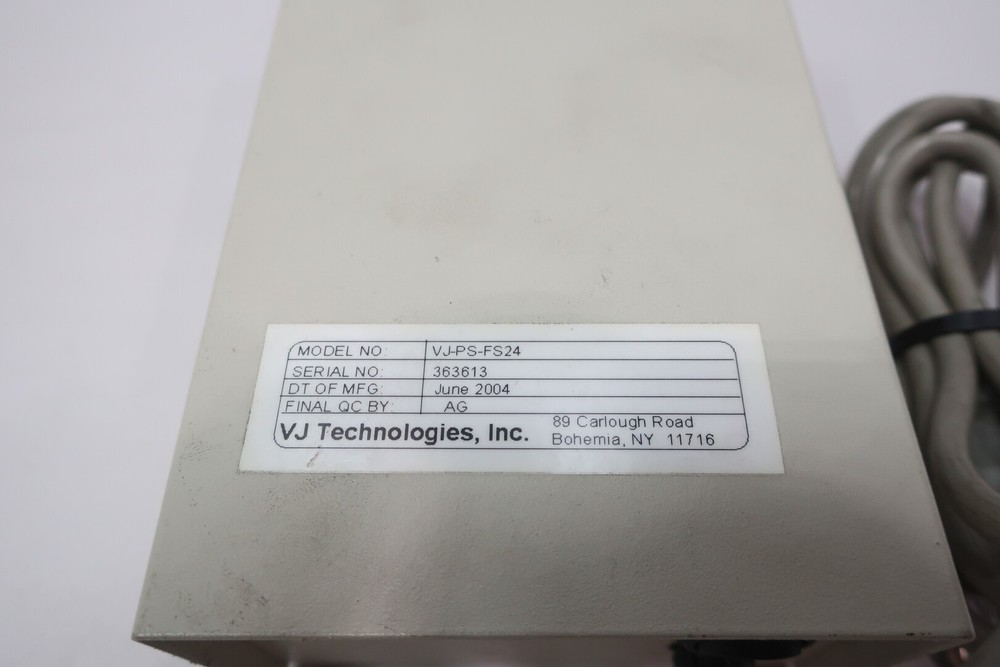 MODEL NO: VJ-PS-FS24
SERIAL NO: 363613
DT OF MFG: June 2004
FINAL QC BY: AG
VJ Technologies, Inc. 89 Carlough Road
Bohemia, NY 11716